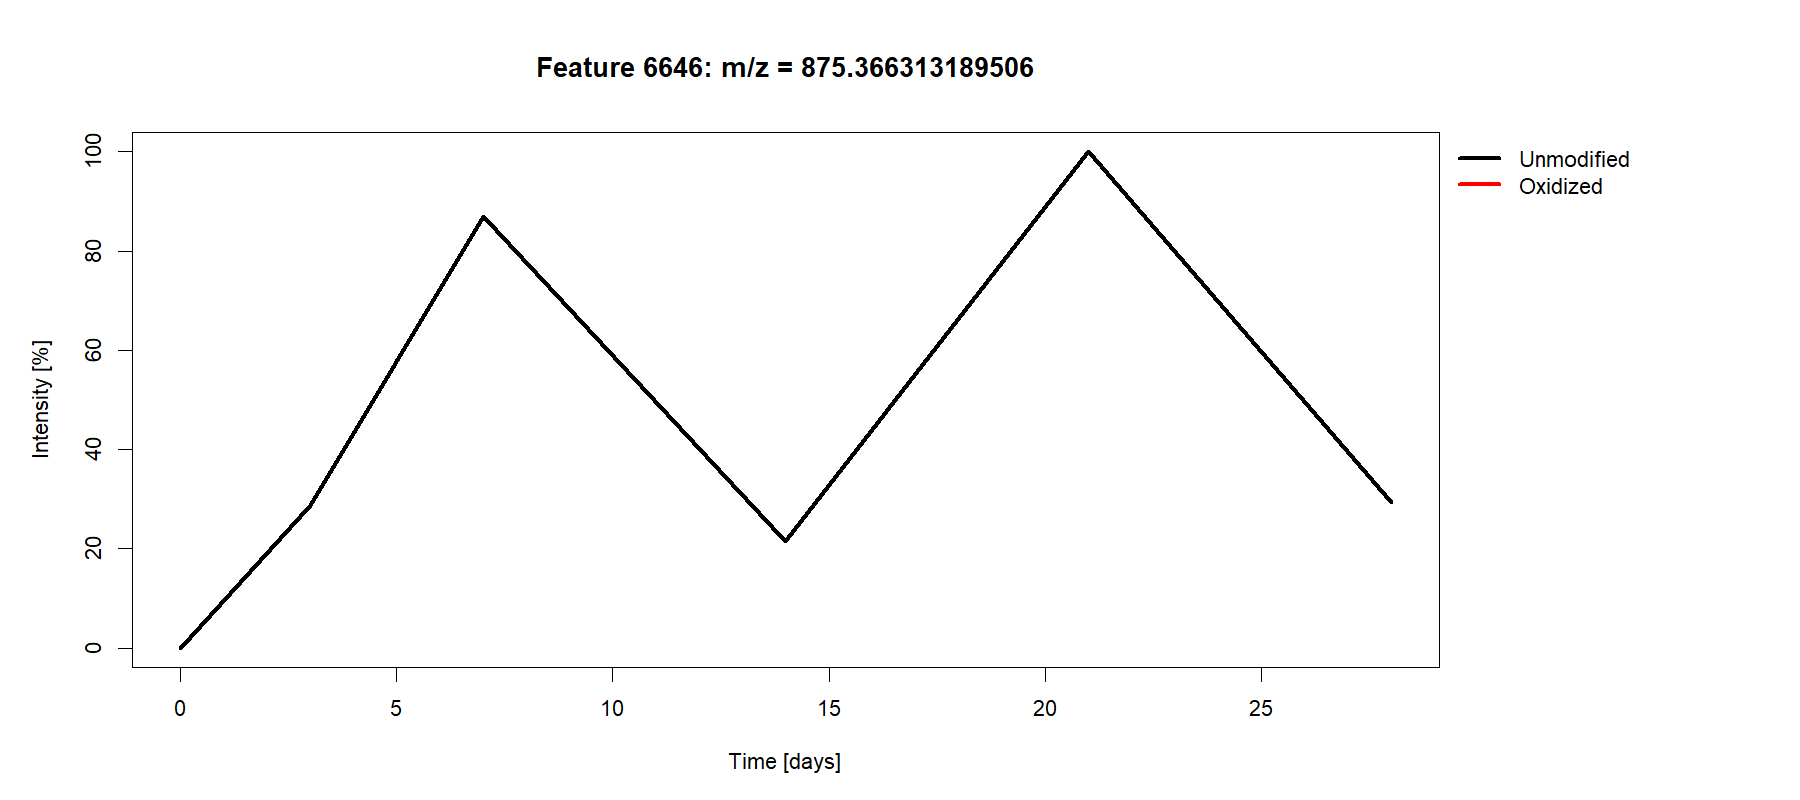 Feature 6646: m/z = 875.366313189506
Unmodified
Oxidized
Intensity [%]
100
80
60
40
20
0
0 5 10 15 20 25
Time [days]